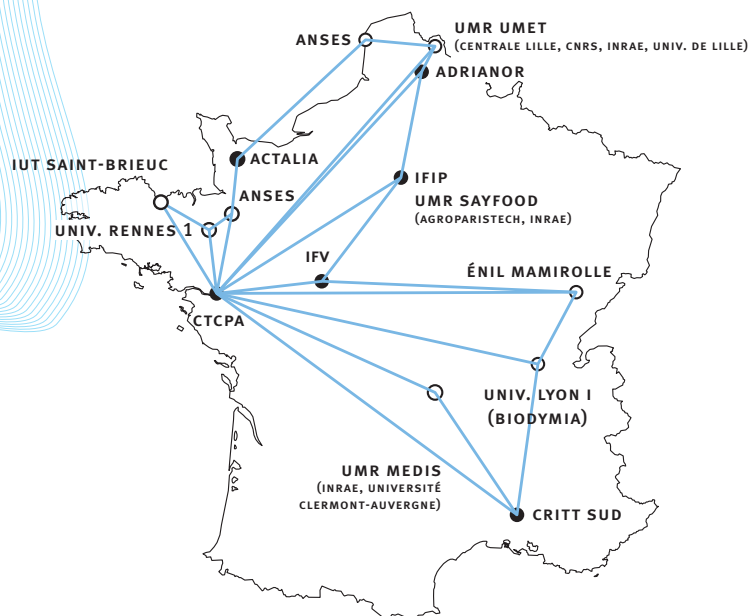 ANSES
UMR UMET
(CENTRALE LILLE, CNRS, INRAE, UNIV. DE LILLE)
ADRIANOR
ACTALIA
IUT SAINT-BRIEUC
IFIP
ANSES
UMR SAYFOOD
(AGROPARISTECH, INRAE)
UNIV. RENNES 1
IFV
ÉNIL MAMIROLLE
CTCPA
UNIV. LYON I
(BIODYMIA)
UMR MEDIS
(INRAE, UNIVERSITÉ
CLERMONT-AUVERGNE)
CRITT SUD